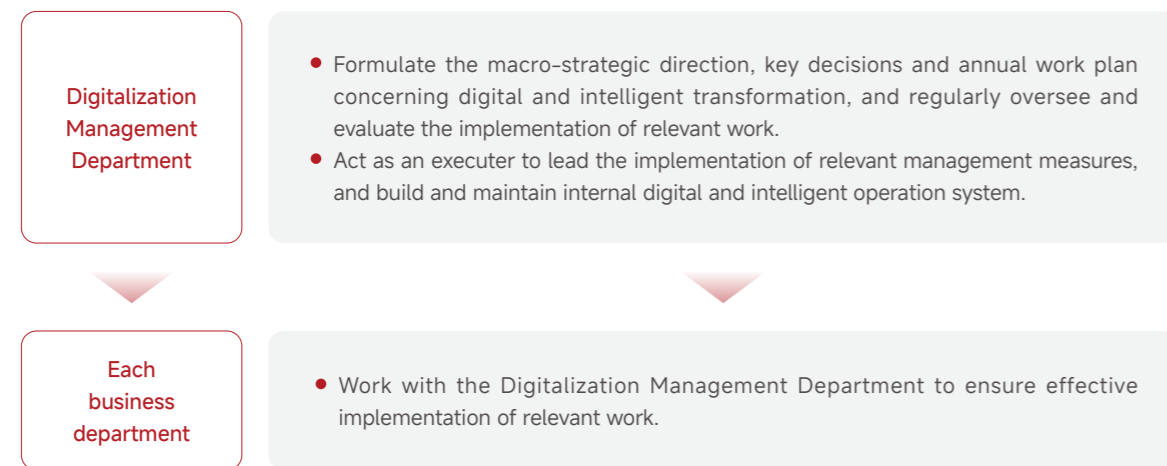 Digitalization
Management
Department
● Formulate the macro-strategic direction, key decisions and annual work plan
concerning digital and intelligent transformation, and regularly oversee and
evaluate the implementation of relevant work.
● Act as an executer to lead the implementation of relevant management measures,
and build and maintain internal digital and intelligent operation system.
Each
business
department
● Work with the Digitalization Management Department to ensure effective
implementation of relevant work.